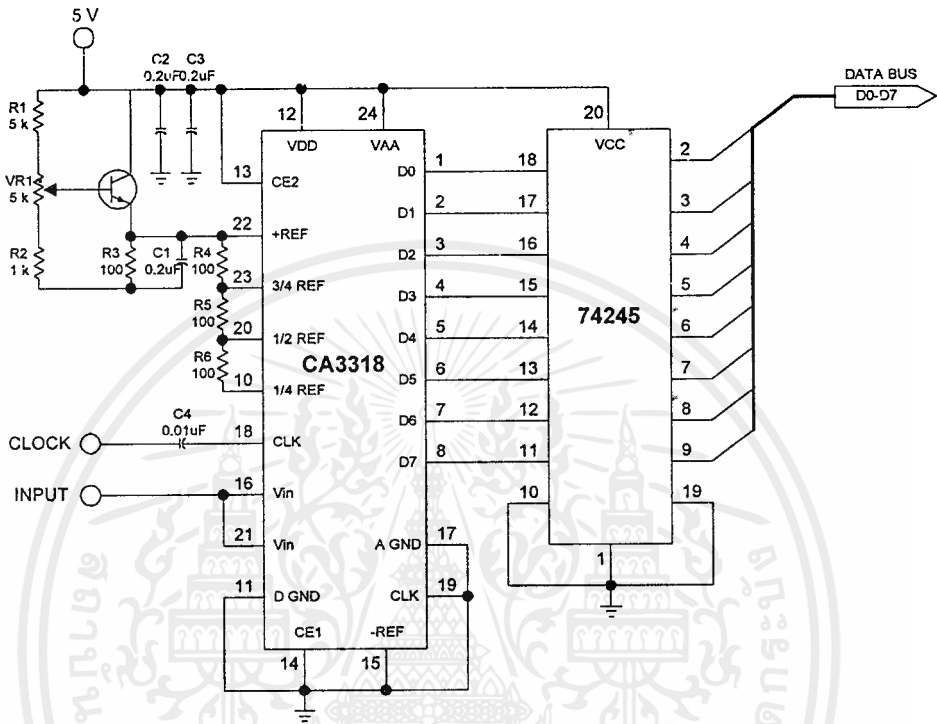 5 V
C2
0.2uF
C3
0.2uF
R1
5 k
VR1
5 k
R2
1 k
R3
100
C1
0.2uF
R4
100
R5
100
R6
100
12
VDD
24
VAA
13
CE2
22
+REF
23
3/4 REF
20
1/2 REF
10
1/4 REF
CA3318
CLOCK
C4
0.01uF
18
CLK
INPUT
16
Vin
21
Vin
11
D GND
CE1
14
-REF
15
A GND
17
CLK
19
D0
1
18
D1
2
17
D2
3
16
D3
4
15
D4
5
14
D5
6
13
D6
7
12
D7
8
11
20
VCC
74245
2
3
4
5
6
7
8
9
10
19
1
DATA BUS
D0-D7